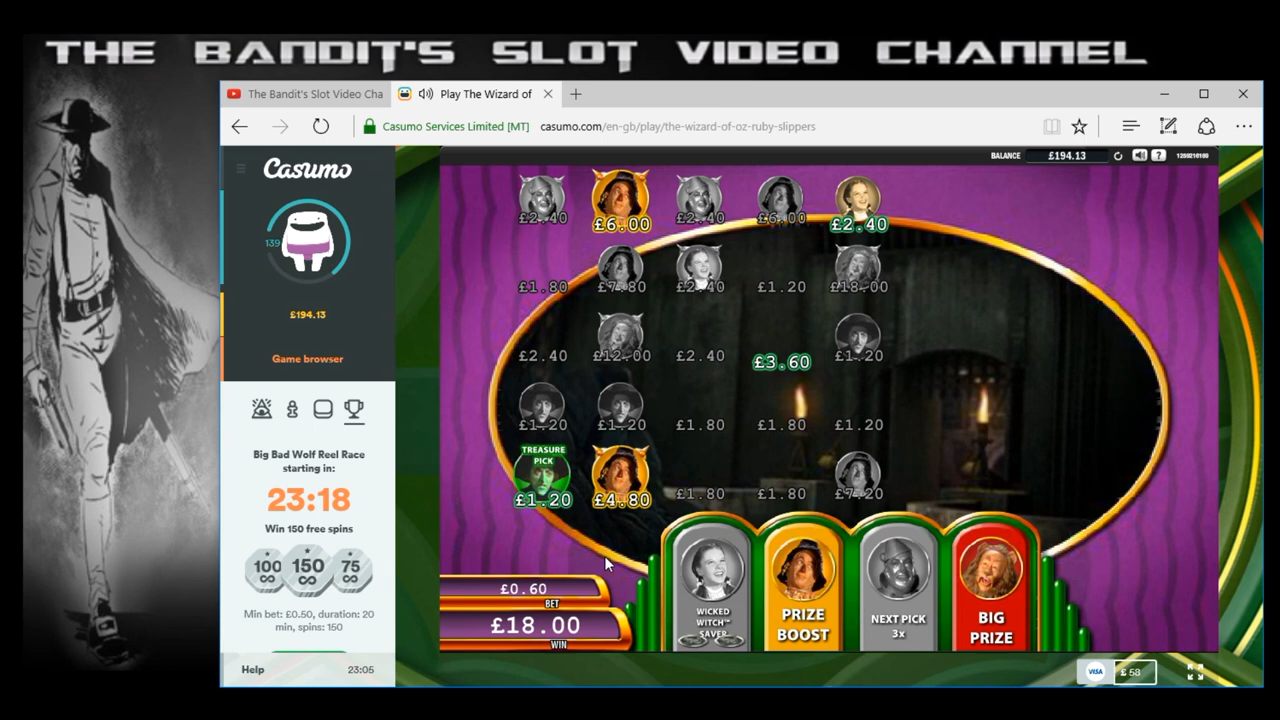 THE BANDIT'S SLOT VIDEO CHANNEL
The Bandit's Slot Video Cha
Play The Wizard of
Casumo Services Limited [MT] casumo.com/en-gb/play/the-wizard-of-oz-ruby-slippers
BALANCE £194.13
Casumo
139
£194.13
Game browser
Big Bad Wolf Reel Race
starting in:
23:18
Win 150 free spins
100 150 75
Min bet: £0.50, duration: 20
min, spins: 150
Help 23:05
£2.40 £6.00 £2.40 £6.00 £2.40
£1.80 £7.80 £2.40 £1.20 £18.00
£2.40 £12.00 £2.40 £3.60 £1.20
£1.20 £1.20 £1.80 £1.80 £1.20
TREASURE
PICK
£1.20 £4.80 £1.80 £1.80 £7.20
£0.60
BET
£18.00
WIN
WICKED
WITCH™
SAVER
PRIZE
BOOST
NEXT PICK
3x
BIG
PRIZE
VISA £ 58